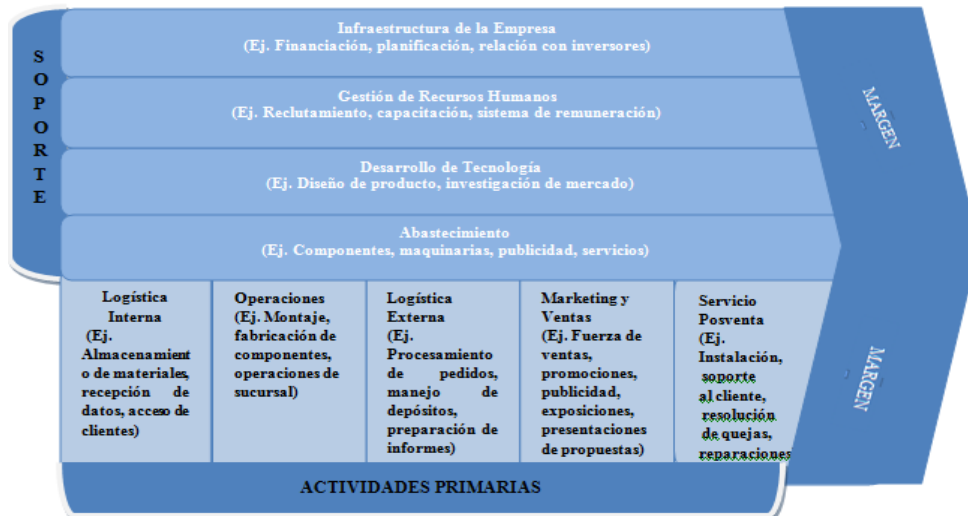 SOPORTE
Infraestructura de la Empresa
(Ej. Financiación, planificación, relación con inversores)
Gestión de Recursos Humanos
(Ej. Reclutamiento, capacitación, sistema de remuneración)
Desarrollo de Tecnología
(Ej. Diseño de producto, investigación de mercado)
Abastecimiento
(Ej. Componentes, maquinarias, publicidad, servicios)
MARGEN
Logística
Interna
(Ej.
Almacenamient
o de materiales,
recepción de
datos, acceso de
clientes)
Operaciones
(Ej. Montaje,
fabricación de
componentes,
operaciones de
sucursal)
Logística
Externa
(Ej.
Procesamiento
de pedidos,
manejo de
depósitos,
preparación de
informes)
Marketing y
Ventas
(Ej. Fuerza de
ventas,
promociones,
publicidad,
exposiciones,
presentaciones
de propuestas)
Servicio
Posventa
(Ej.
Instalación,
soporte
al cliente,
resolución
de quejas,
reparaciones
MARGEN
ACTIVIDADES PRIMARIAS